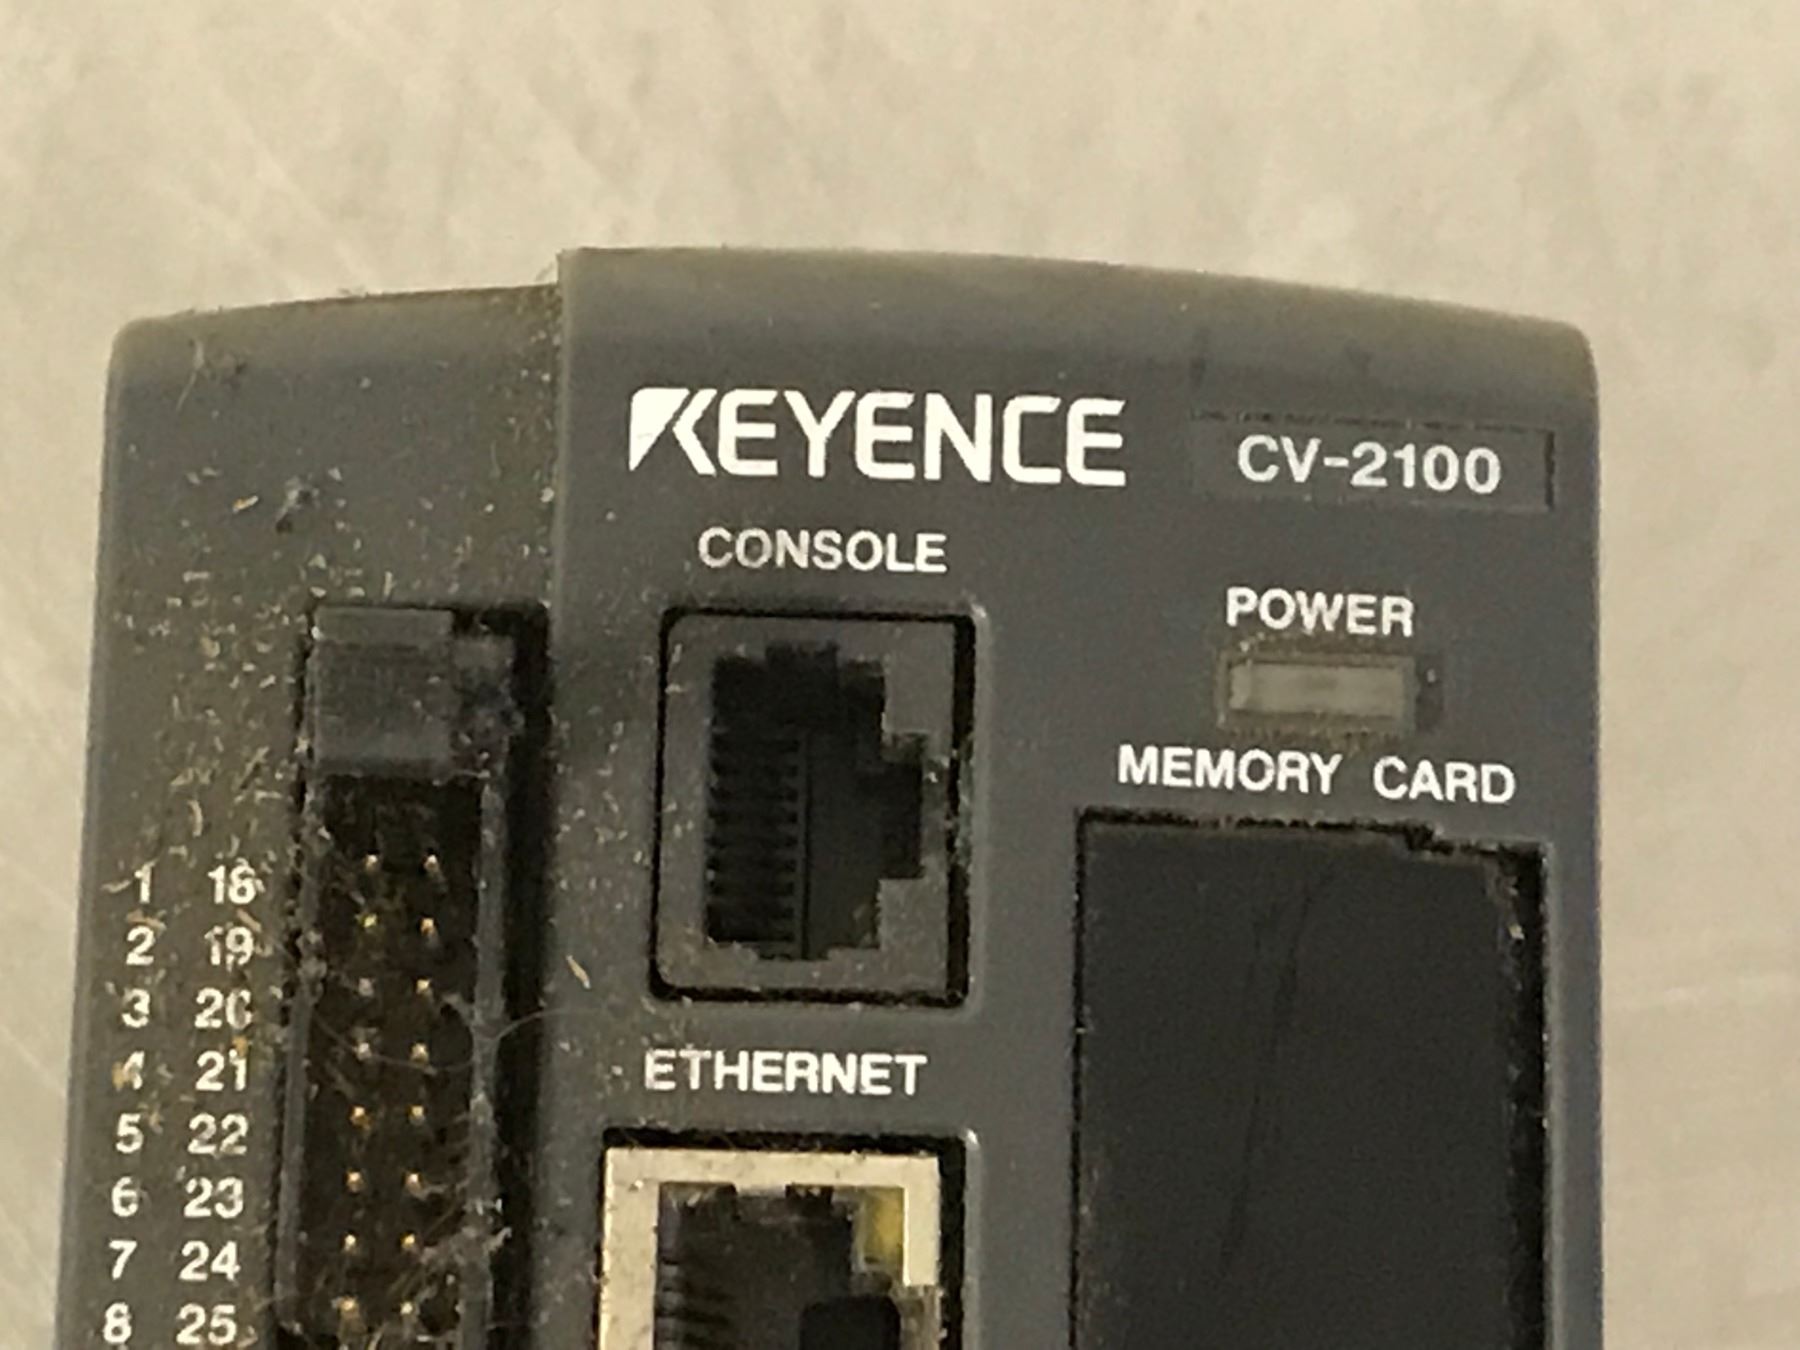 KEYENCE CV-2100
CONSOLE
POWER
MEMORY CARD
1 18
2 19
3 20
4 21
ETHERNET
5 22
6 23
7 24
8 25